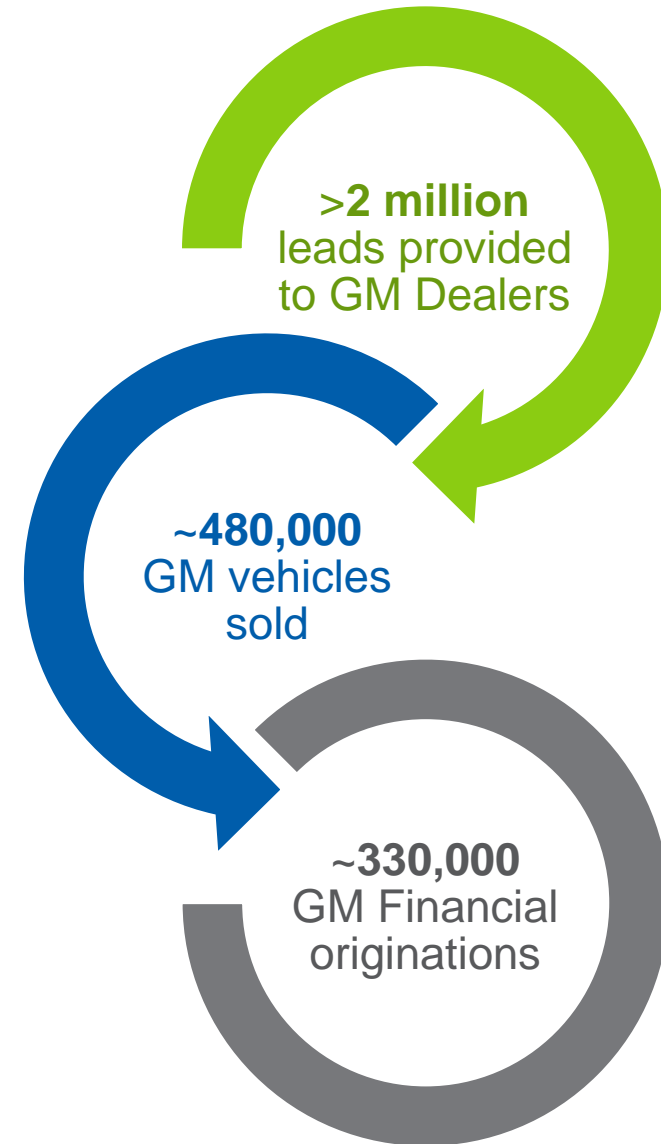 >2 million
leads provided
to GM Dealers
~480,000
GM vehicles
sold
~330,000
GM Financial
originations